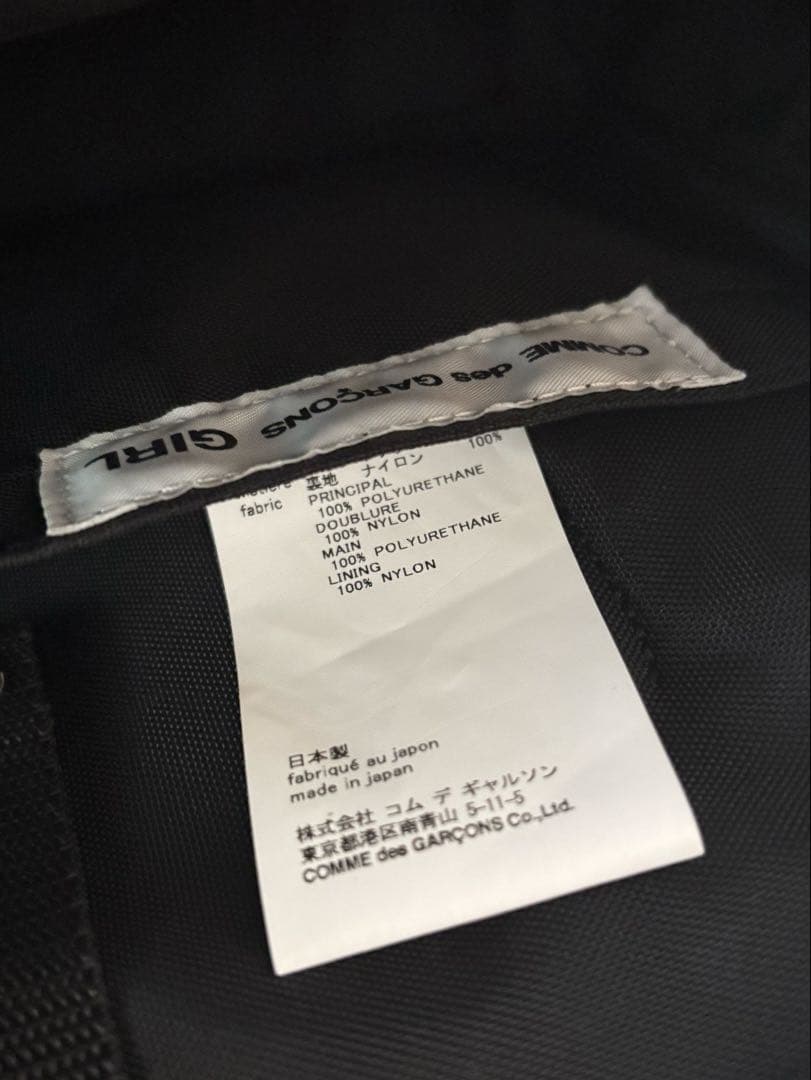 COMME des GARÇONS GIRL
100%
裏地 ナイロン
fabric PRINCIPAL
100% POLYURETHANE
DOUBLURE
100% NYLON
MAIN
100% POLYURETHANE
LINING
100% NYLON
日本製
fabriqué au japon
made in japan
株式会社 コム デ ギャルソン
東京都港区南青山 5-11-5
COMME des GARÇONS Co.,Ltd.